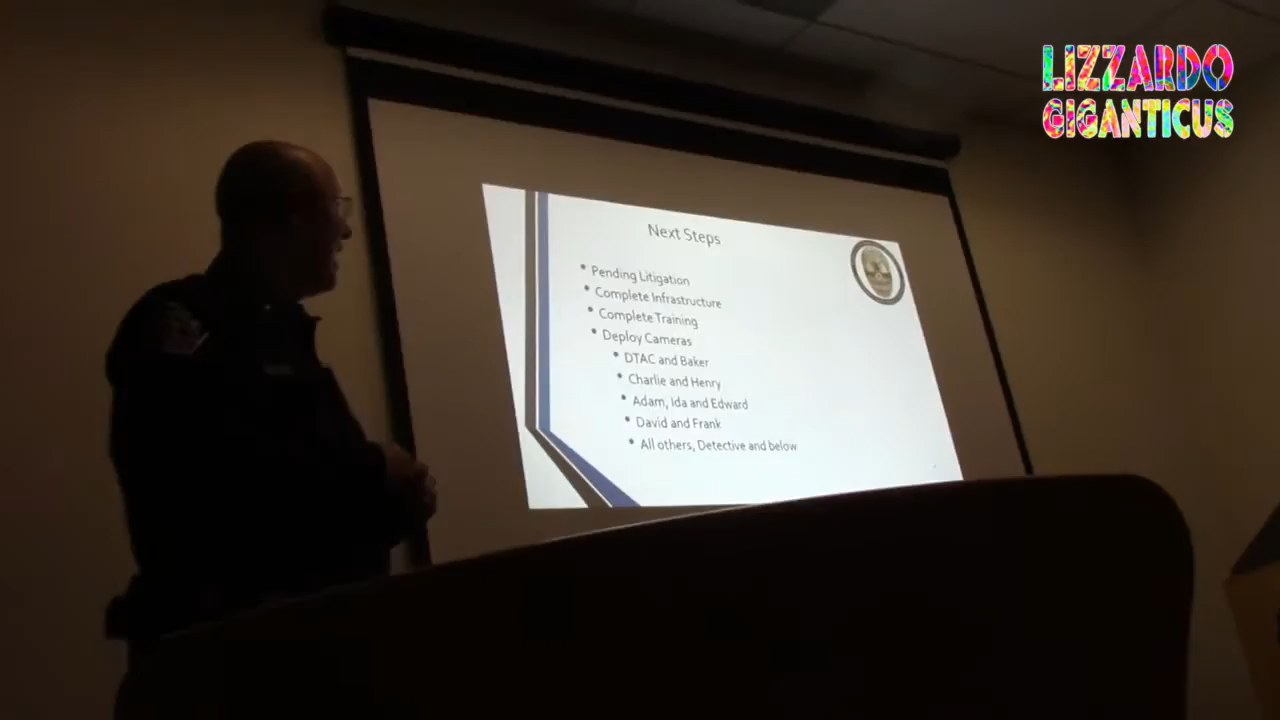 LIZZARDO
GIGANTICUS
Next Steps
• Pending Litigation
• Complete Infrastructure
• Complete Training
• Deploy Cameras
• DTAC and Baker
• Charlie and Henry
• Adam, Ida and Edward
• David and Frank
• All others, Detective and below